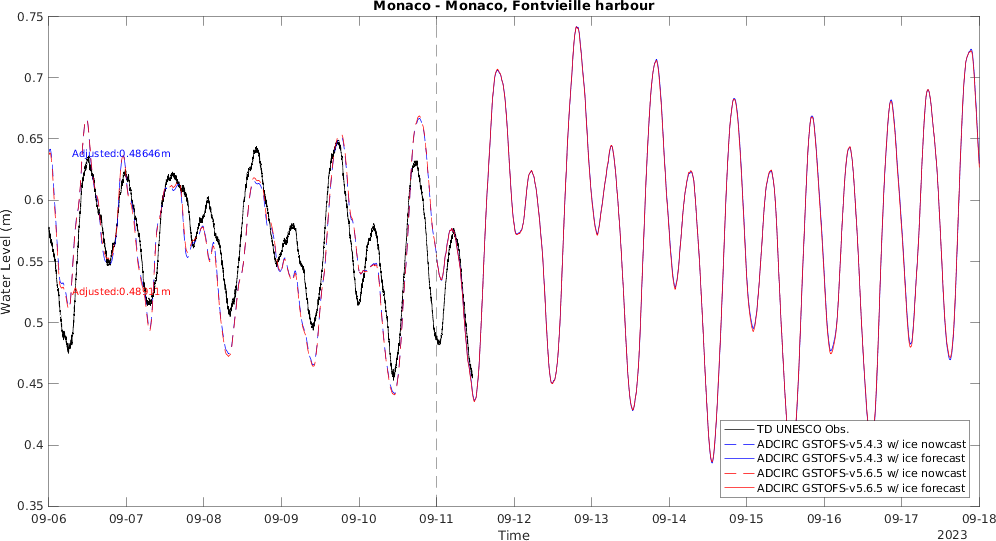 Monaco - Monaco, Fontvieille harbour
0.75
0.7
0.65
0.6
0.55
0.5
0.45
0.4
0.35
Water Level (m)
Adjusted:0.48646m
TD UNESCO Obs.
ADCIRC GSTOFS-v5.4.3 w/ ice nowcast
ADCIRC GSTOFS-v5.4.3 w/ ice forecast
ADCIRC GSTOFS-v5.6.5 w/ ice nowcast
ADCIRC GSTOFS-v5.6.5 w/ ice forecast
09-06 09-07 09-08 09-09 09-10 09-11 09-12 09-13 09-14 09-15 09-16 09-17 09-18
Time
2023